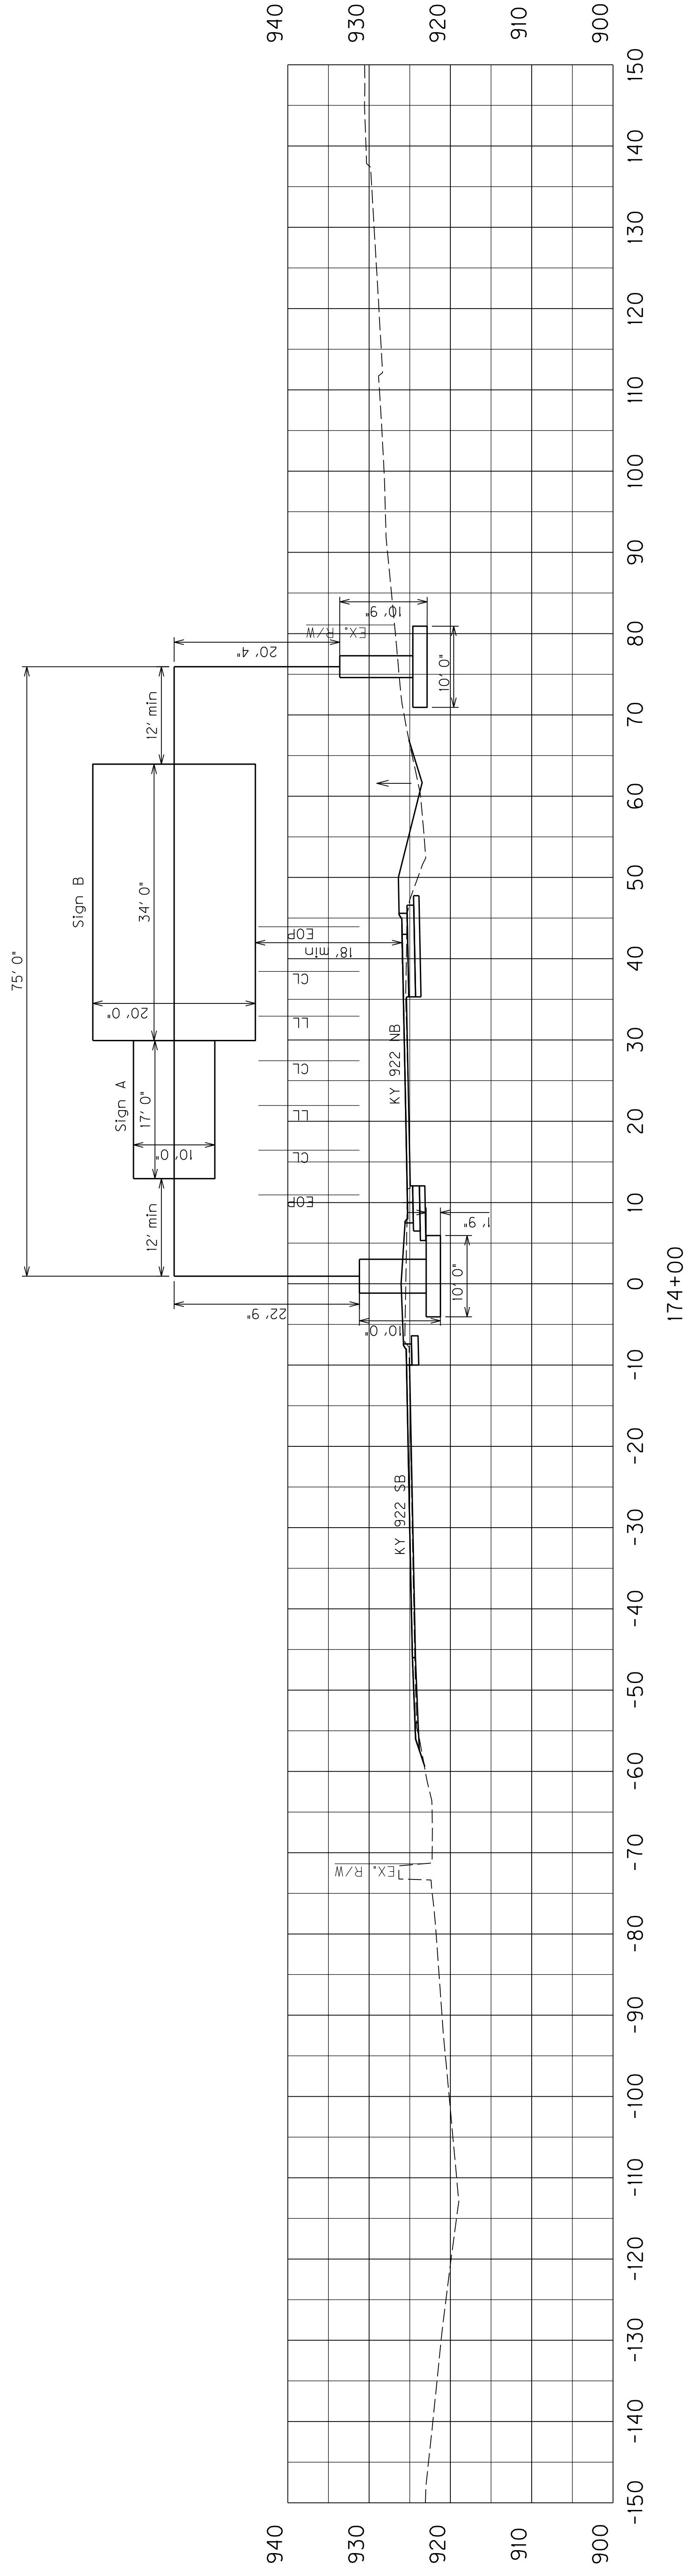 75' 0"
Sign B
Sign A
12' min
17' 0"
34' 0"
12' min
10' 0"
20' 0"
22' 9"
20' 4"
EOP
CL
LL
CL
LL
CL
EOP
18' min
EX. R/W
EX. R/W
10' 9"
10' 0"
10' 0"
10' 0"
1' 9"
KY 922 SB
KY 922 NB
940
930
920
910
900
940
930
920
910
900
-150 -140 -130 -120 -110 -100 -90 -80 -70 -60 -50 -40 -30 -20 -10 0 10 20 30 40 50 60 70 80 90 100 110 120 130 140 150
174+00